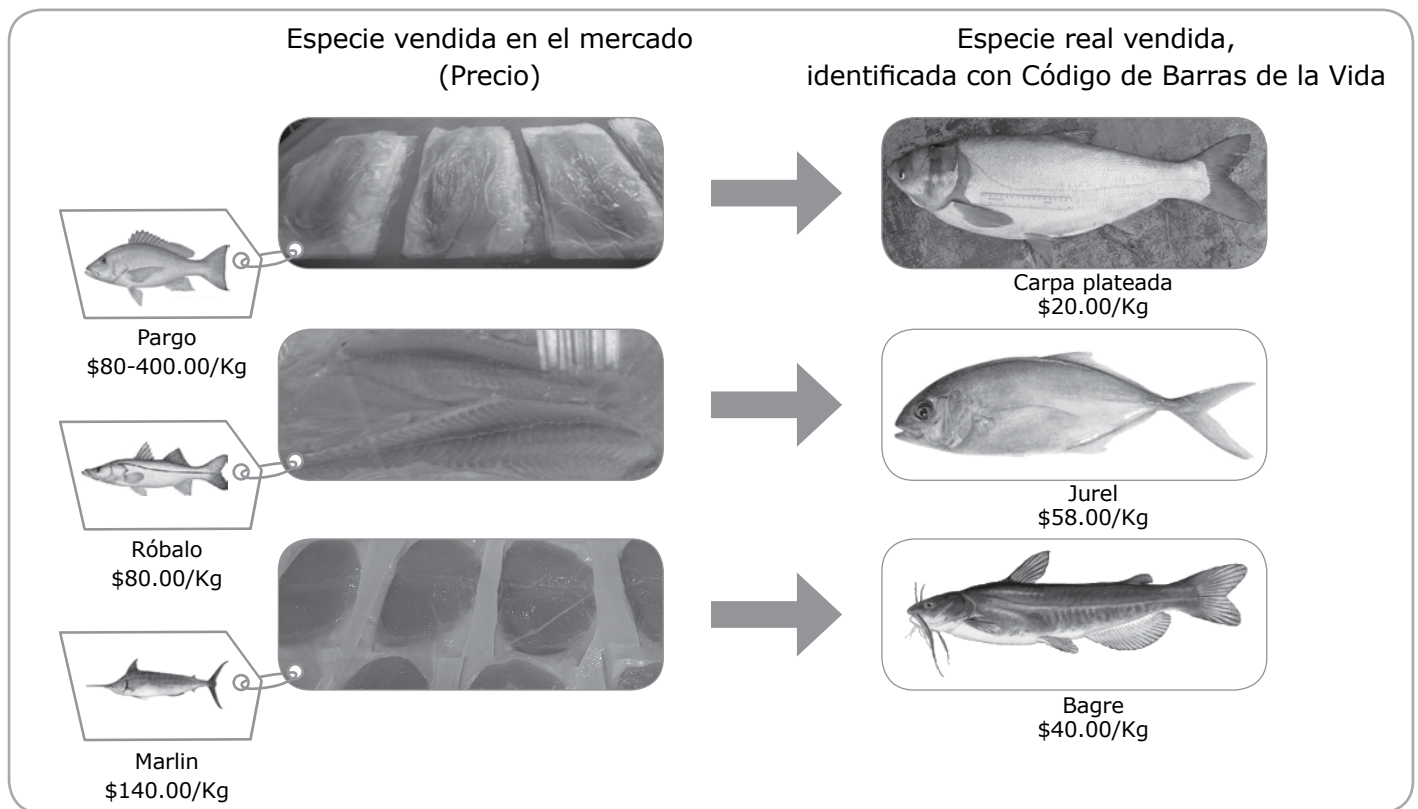 Especie vendida en el mercado
(Precio)
Especie real vendida,
identificada con Código de Barras de la Vida
Pargo
$80-400.00/Kg
Carpa plateada
$20.00/Kg
Róbalo
$80.00/Kg
Jurel
$58.00/Kg
Marlin
$140.00/Kg
Bagre
$40.00/Kg